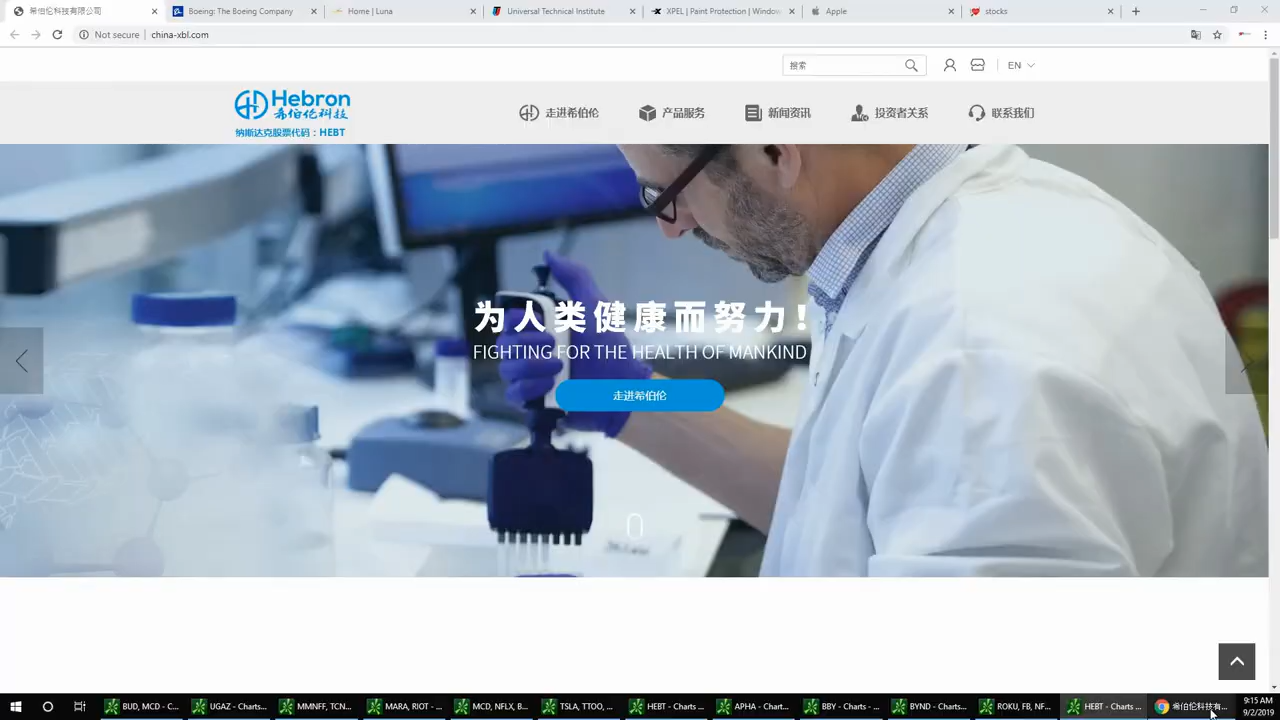 希伯伦科技有限公司
Boeing: The Boeing Company
Home | Luna
Universal Technical Institute
XPEL | Paint Protection | Window
Apple
stocks
Not secure
china-xbl.com
搜索
EN
Hebron
希伯伦科技
纳斯达克股票代码：HEBT
走进希伯伦
产品服务
新闻资讯
投资者关系
联系我们
为人类健康而努力！
FIGHTING FOR THE HEALTH OF MANKIND
走进希伯伦
BUD, MCD - C...
UGAZ - Charts...
MMNFF, TCN...
MARA, RIOT - ...
MCD, NFLX, B...
TSLA, TTOO, ...
HEBT - Charts ...
APHA - Chart...
BBY - Charts - ...
BYND - Charts...
ROKU, FB, NF...
HEBT - Charts ...
希伯伦科技有...
9:15 AM
9/2/2019